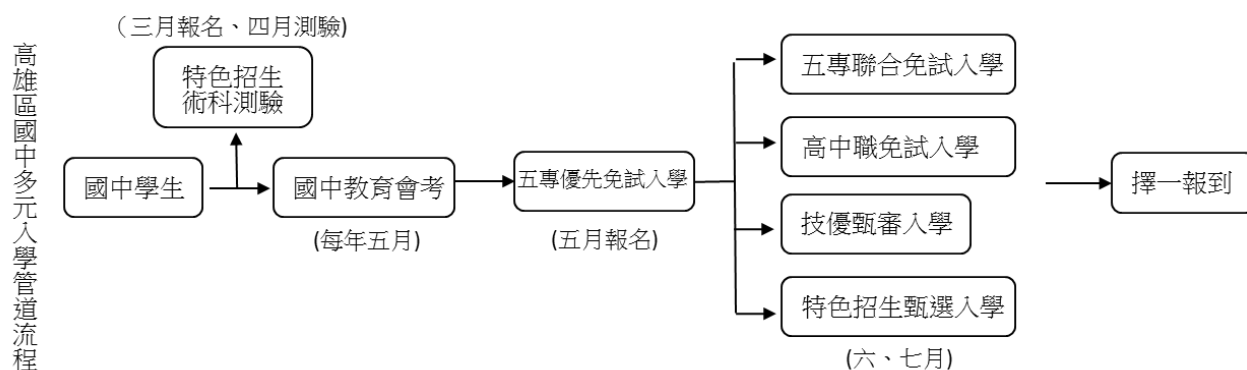 高雄區國中多元入學管道流程
（三月報名、四月測驗)
特色招生
術科測驗
國中學生
國中教育會考
(每年五月)
五專優先免試入學
(五月報名)
五專聯合免試入學
高中職免試入學
技優甄審入學
特色招生甄選入學
(六、七月)
擇一報到